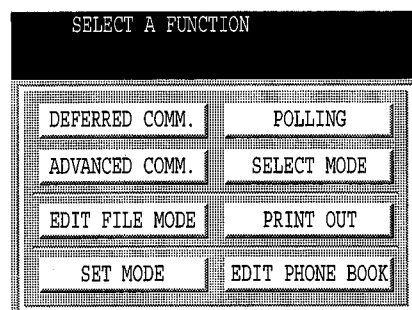 SELECT A FUNCTION
DEFERRED COMM. POLLING
ADVANCED COMM. SELECT MODE
EDIT FILE MODE PRINT OUT
SET MODE EDIT PHONE BOOK